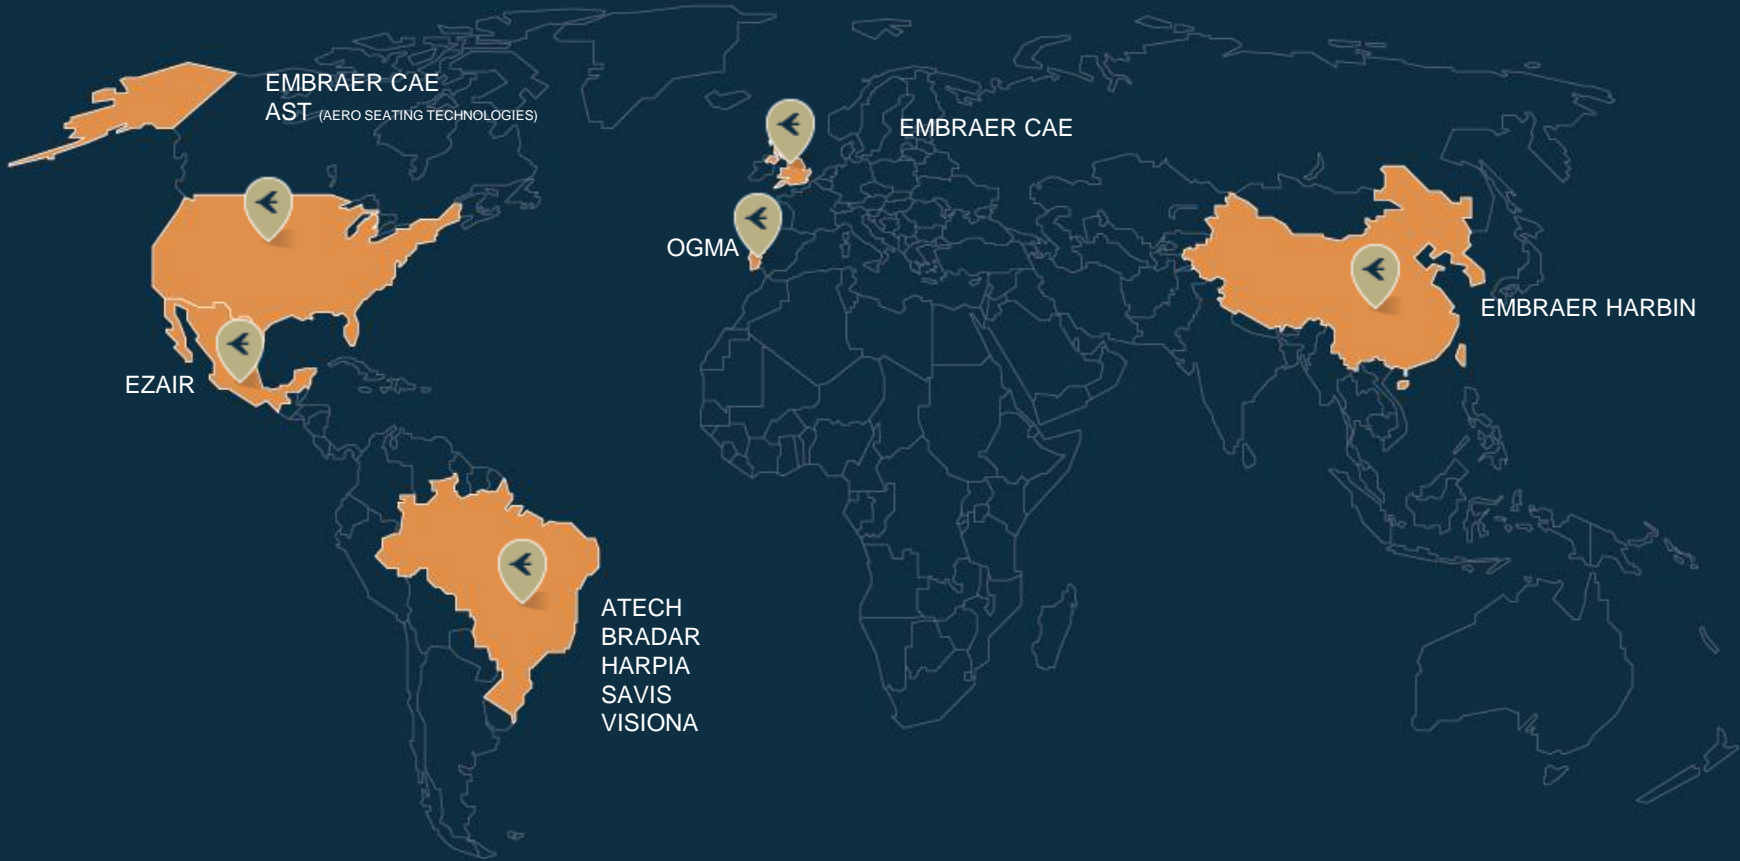 EMBRAER CAE
AST (AERO SEATING TECHNOLOGIES)
EMBRAER CAE
OGMA
EMBRAER HARBIN
EZAIR
ATECH
BRADAR
HARPIA
SAVIS
VISIONA